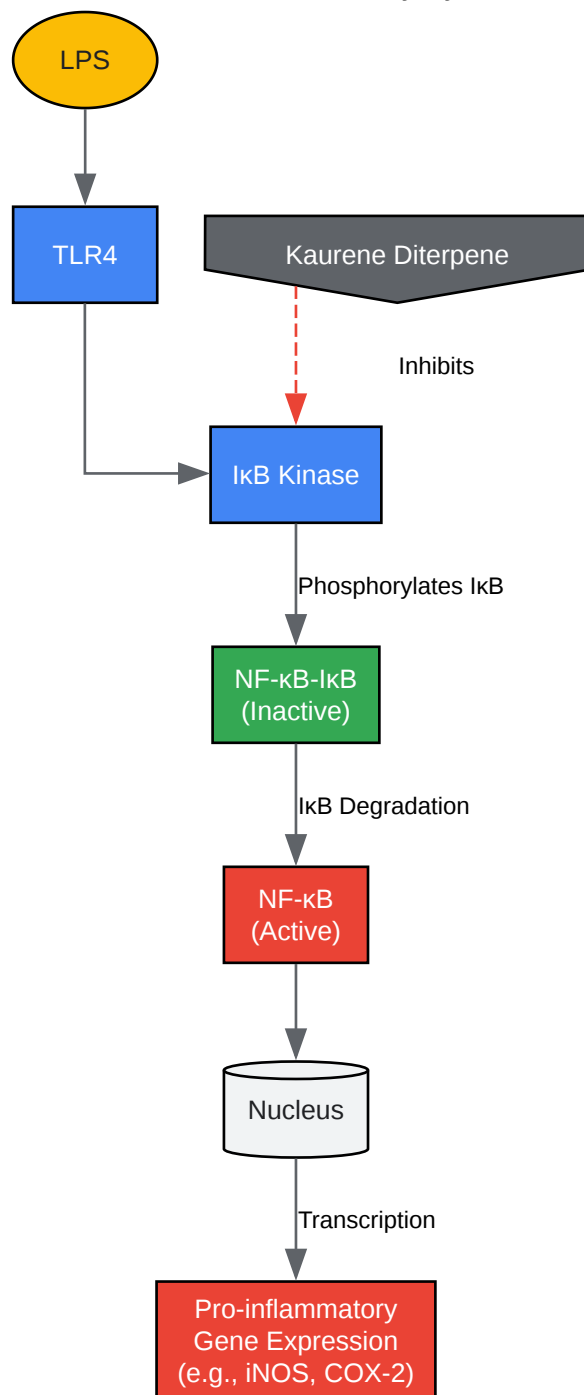 LPS
TLR4
Kaurene Diterpene
Inhibits
IκB Kinase
Phosphorylates IκB
NF-κB-IκB
(Inactive)
IκB Degradation
NF-κB
(Active)
Nucleus
Transcription
Pro-inflammatory
Gene Expression
(e.g., iNOS, COX-2)